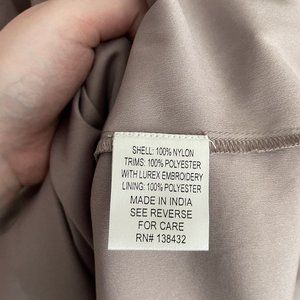 SHELL: 100% NYLON
TRIMS: 100% POLYESTER
WITH LUREX EMBROIDERY
LINING: 100% POLYESTER
MADE IN INDIA
SEE REVERSE
FOR CARE
RN# 138432